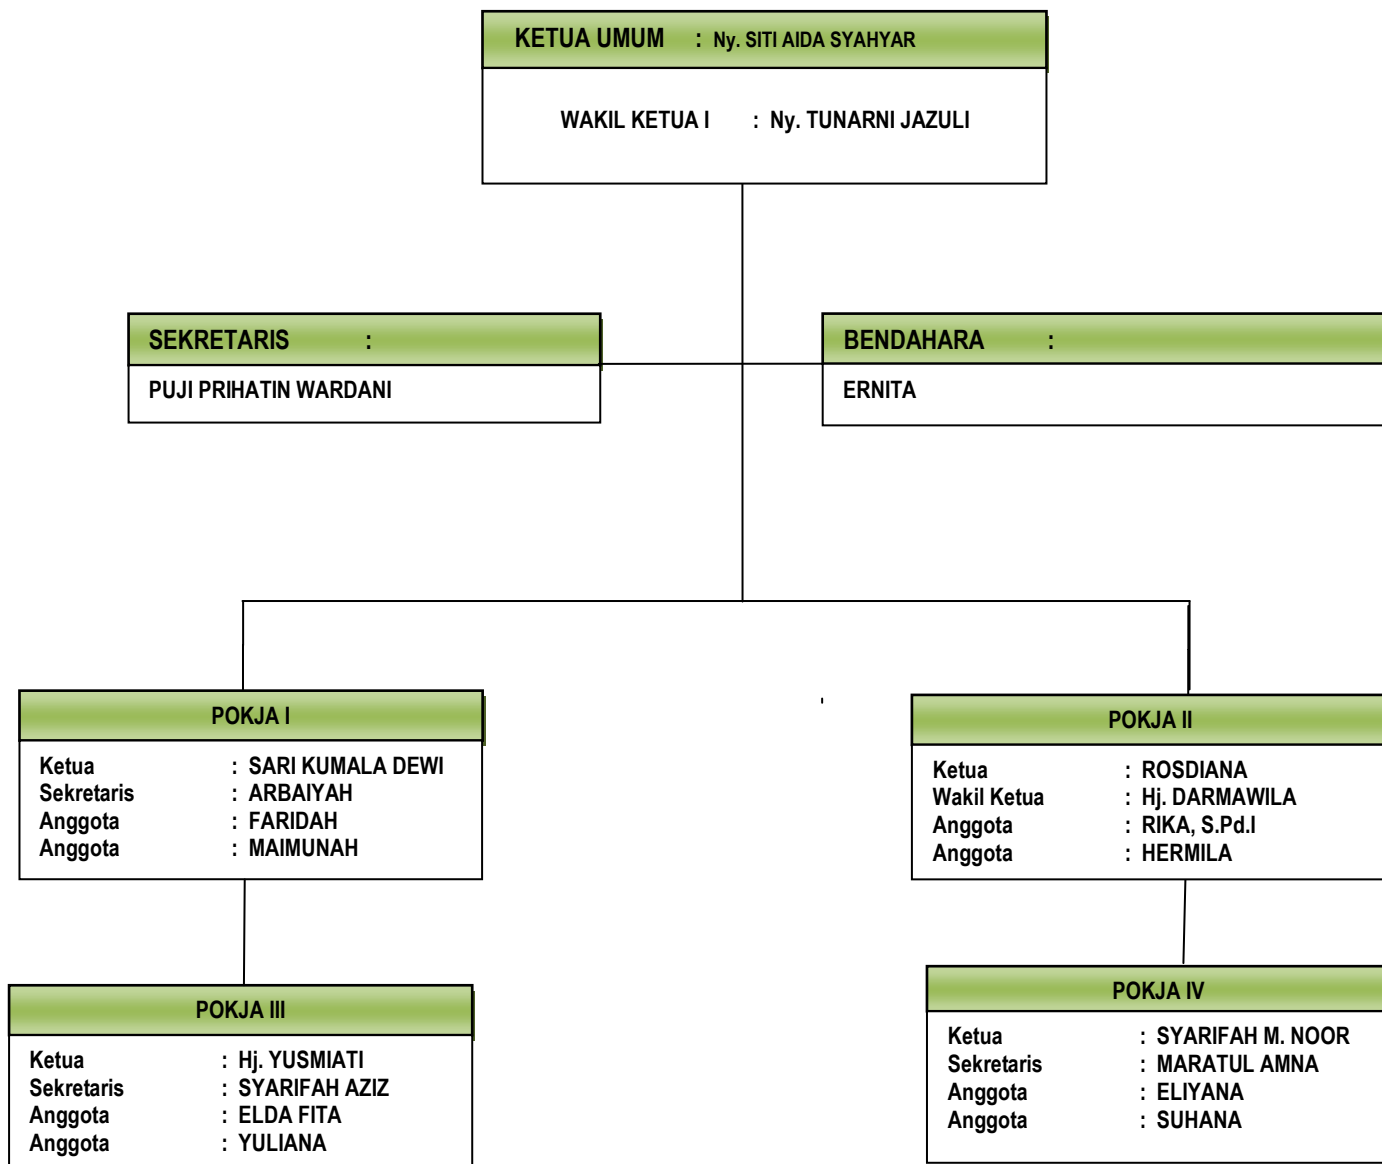 KETUA UMUM : Ny. SITI AIDA SYAHYAR
WAKIL KETUA I : Ny. TUNARNI JAZULI
SEKRETARIS :
PUJI PRIHATIN WARDANI
BENDAHARA :
ERNITA
POKJA I
Ketua : SARI KUMALA DEWI
Sekretaris : ARBAIYAH
Anggota : FARIDAH
Anggota : MAIMUNAH
POKJA II
Ketua : ROSDIANA
Wakil Ketua : Hj. DARMAWILA
Anggota : RIKA, S.Pd.I
Anggota : HERMILA
POKJA III
Ketua : Hj. YUSMIATI
Sekretaris : SYARIFAH AZIZ
Anggota : ELDA FITA
Anggota : YULIANA
POKJA IV
Ketua : SYARIFAH M. NOOR
Sekretaris : MARATUL AMNA
Anggota : ELIYANA
Anggota : SUHANA